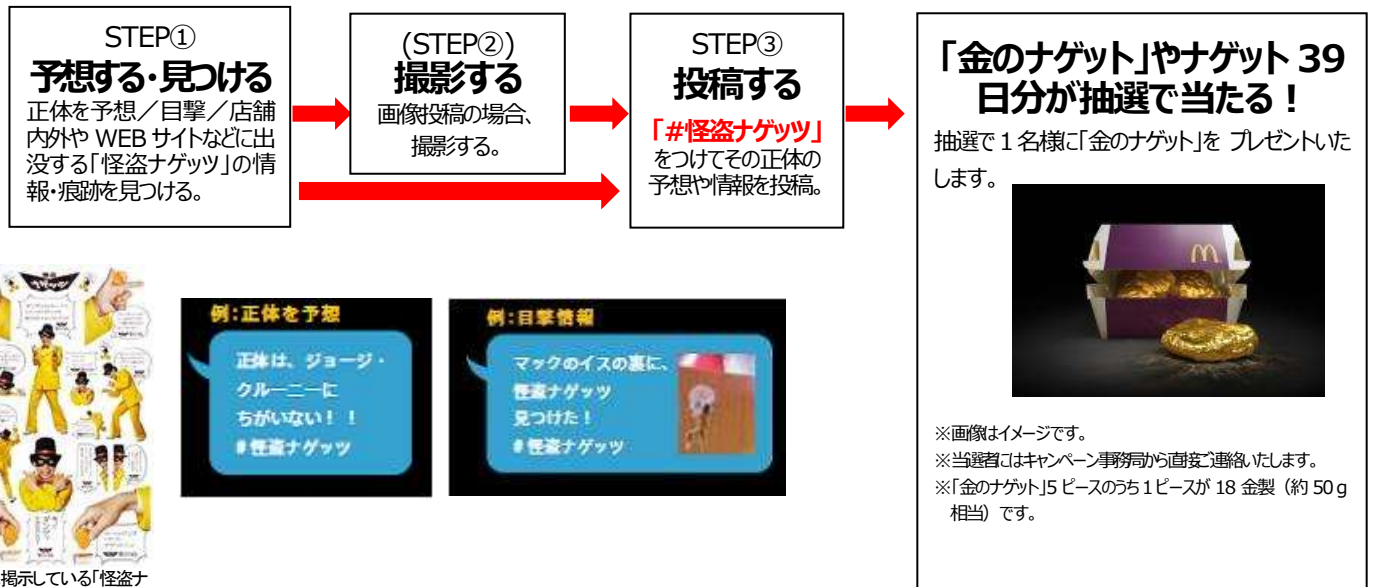 STEP①
予想する・見つける
正体を予想／目撃／店舗
内外や WEB サイトなどに出
没する「怪盗ナゲッツ」の情
報・痕跡を見つける。
(STEP②)
撮影する
画像投稿の場合、
撮影する。
STEP③
投稿する
「#怪盗ナゲッツ」
をつけてその正体の
予想や情報を投稿。
「金のナゲット」やナゲット 39
日分が抽選で当たる！
抽選で 1 名様に「金のナゲット」を プレゼントいた
します。
※画像はイメージです。
※当選者にはキャンペーン事務局から直接ご連絡いたします。
※「金のナゲット」5 ピースのうち 1 ピースが 18 金製（約 50 g
相当）です。
例:正体を予想
正体は、ジョージ・
クルーニーに
ちがいない！！
#怪盗ナゲッツ
例:目撃情報
マックのイスの裏に、
怪盗ナゲッツ
見つけた！
#怪盗ナゲッツ
掲示している「怪盗ナ